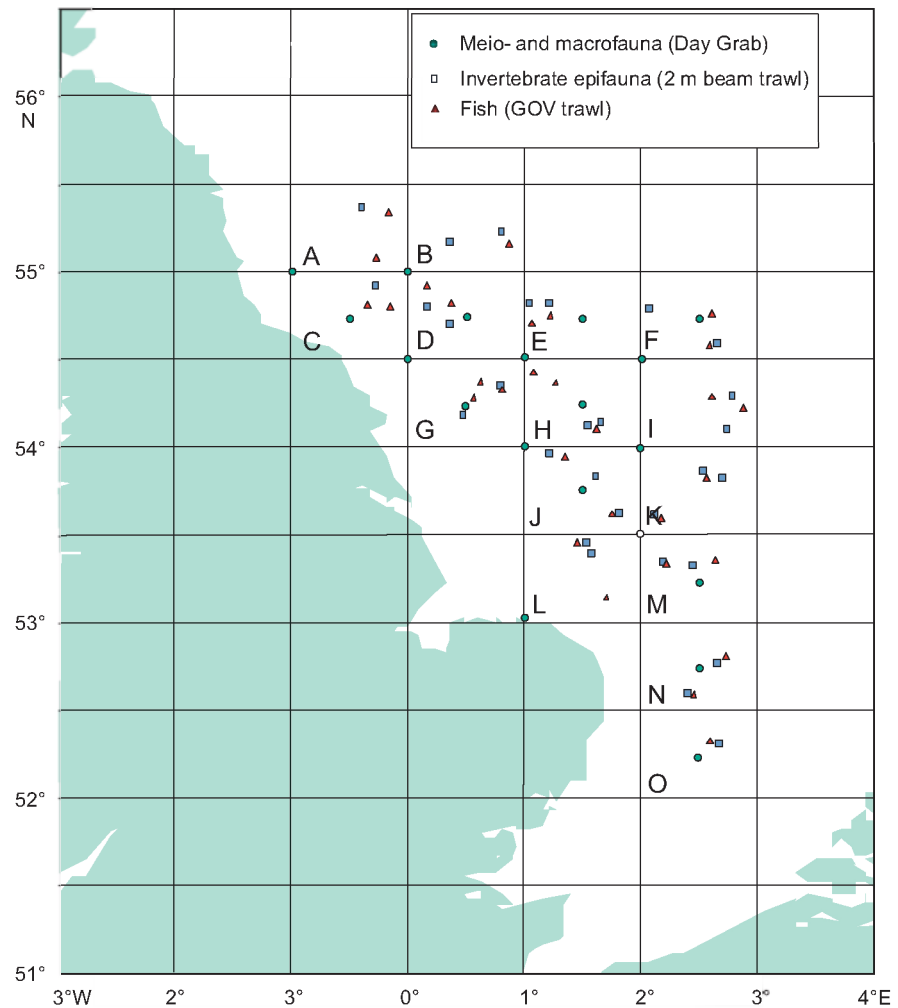 Meio- and macrofauna (Day Grab)
Invertebrate epifauna (2 m beam trawl)
Fish (GOV trawl)
56°
N
A
B
55°
C
D
E
F
G
H
I
54°
J
K
L
M
53°
N
O
52°
51°
3°W
2°
3°
0°
1°
2°
3°
4°E